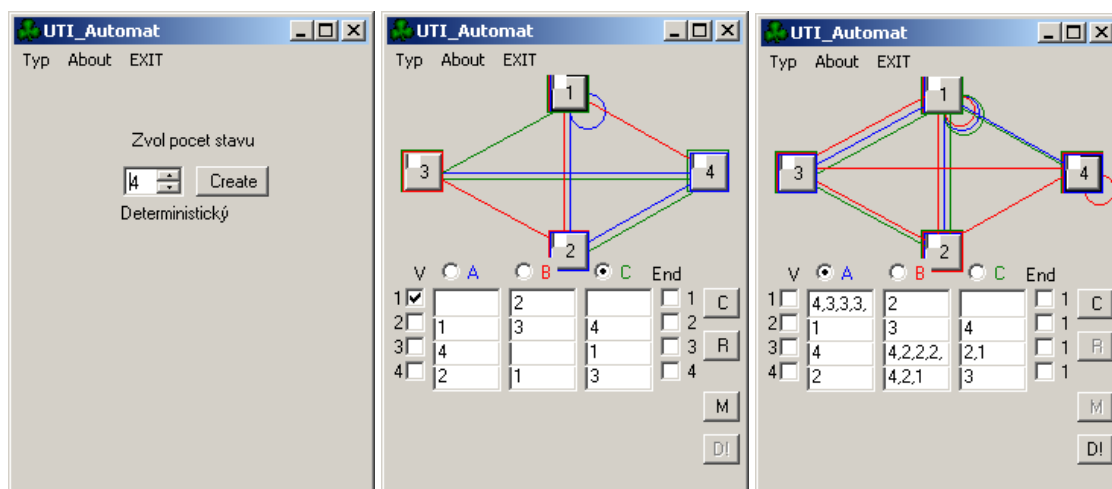 UTI_Automat
Typ About EXIT
Zvol pocet stavu
4 Create
Deterministický
UTI_Automat
Typ About EXIT
1
3
4
2
V A B C End
1 2 1 C
2 1 3 4 2
3 4 1 3 R
4 2 1 3 4
M
D!
UTI_Automat
Typ About EXIT
1
3
4
2
V A B C End
1 4,3,3,3, 2 1 C
2 1 3 4 1
3 4 4,2,2,2, 2,1 1 R
4 2 4,2,1 3 1
M
D!